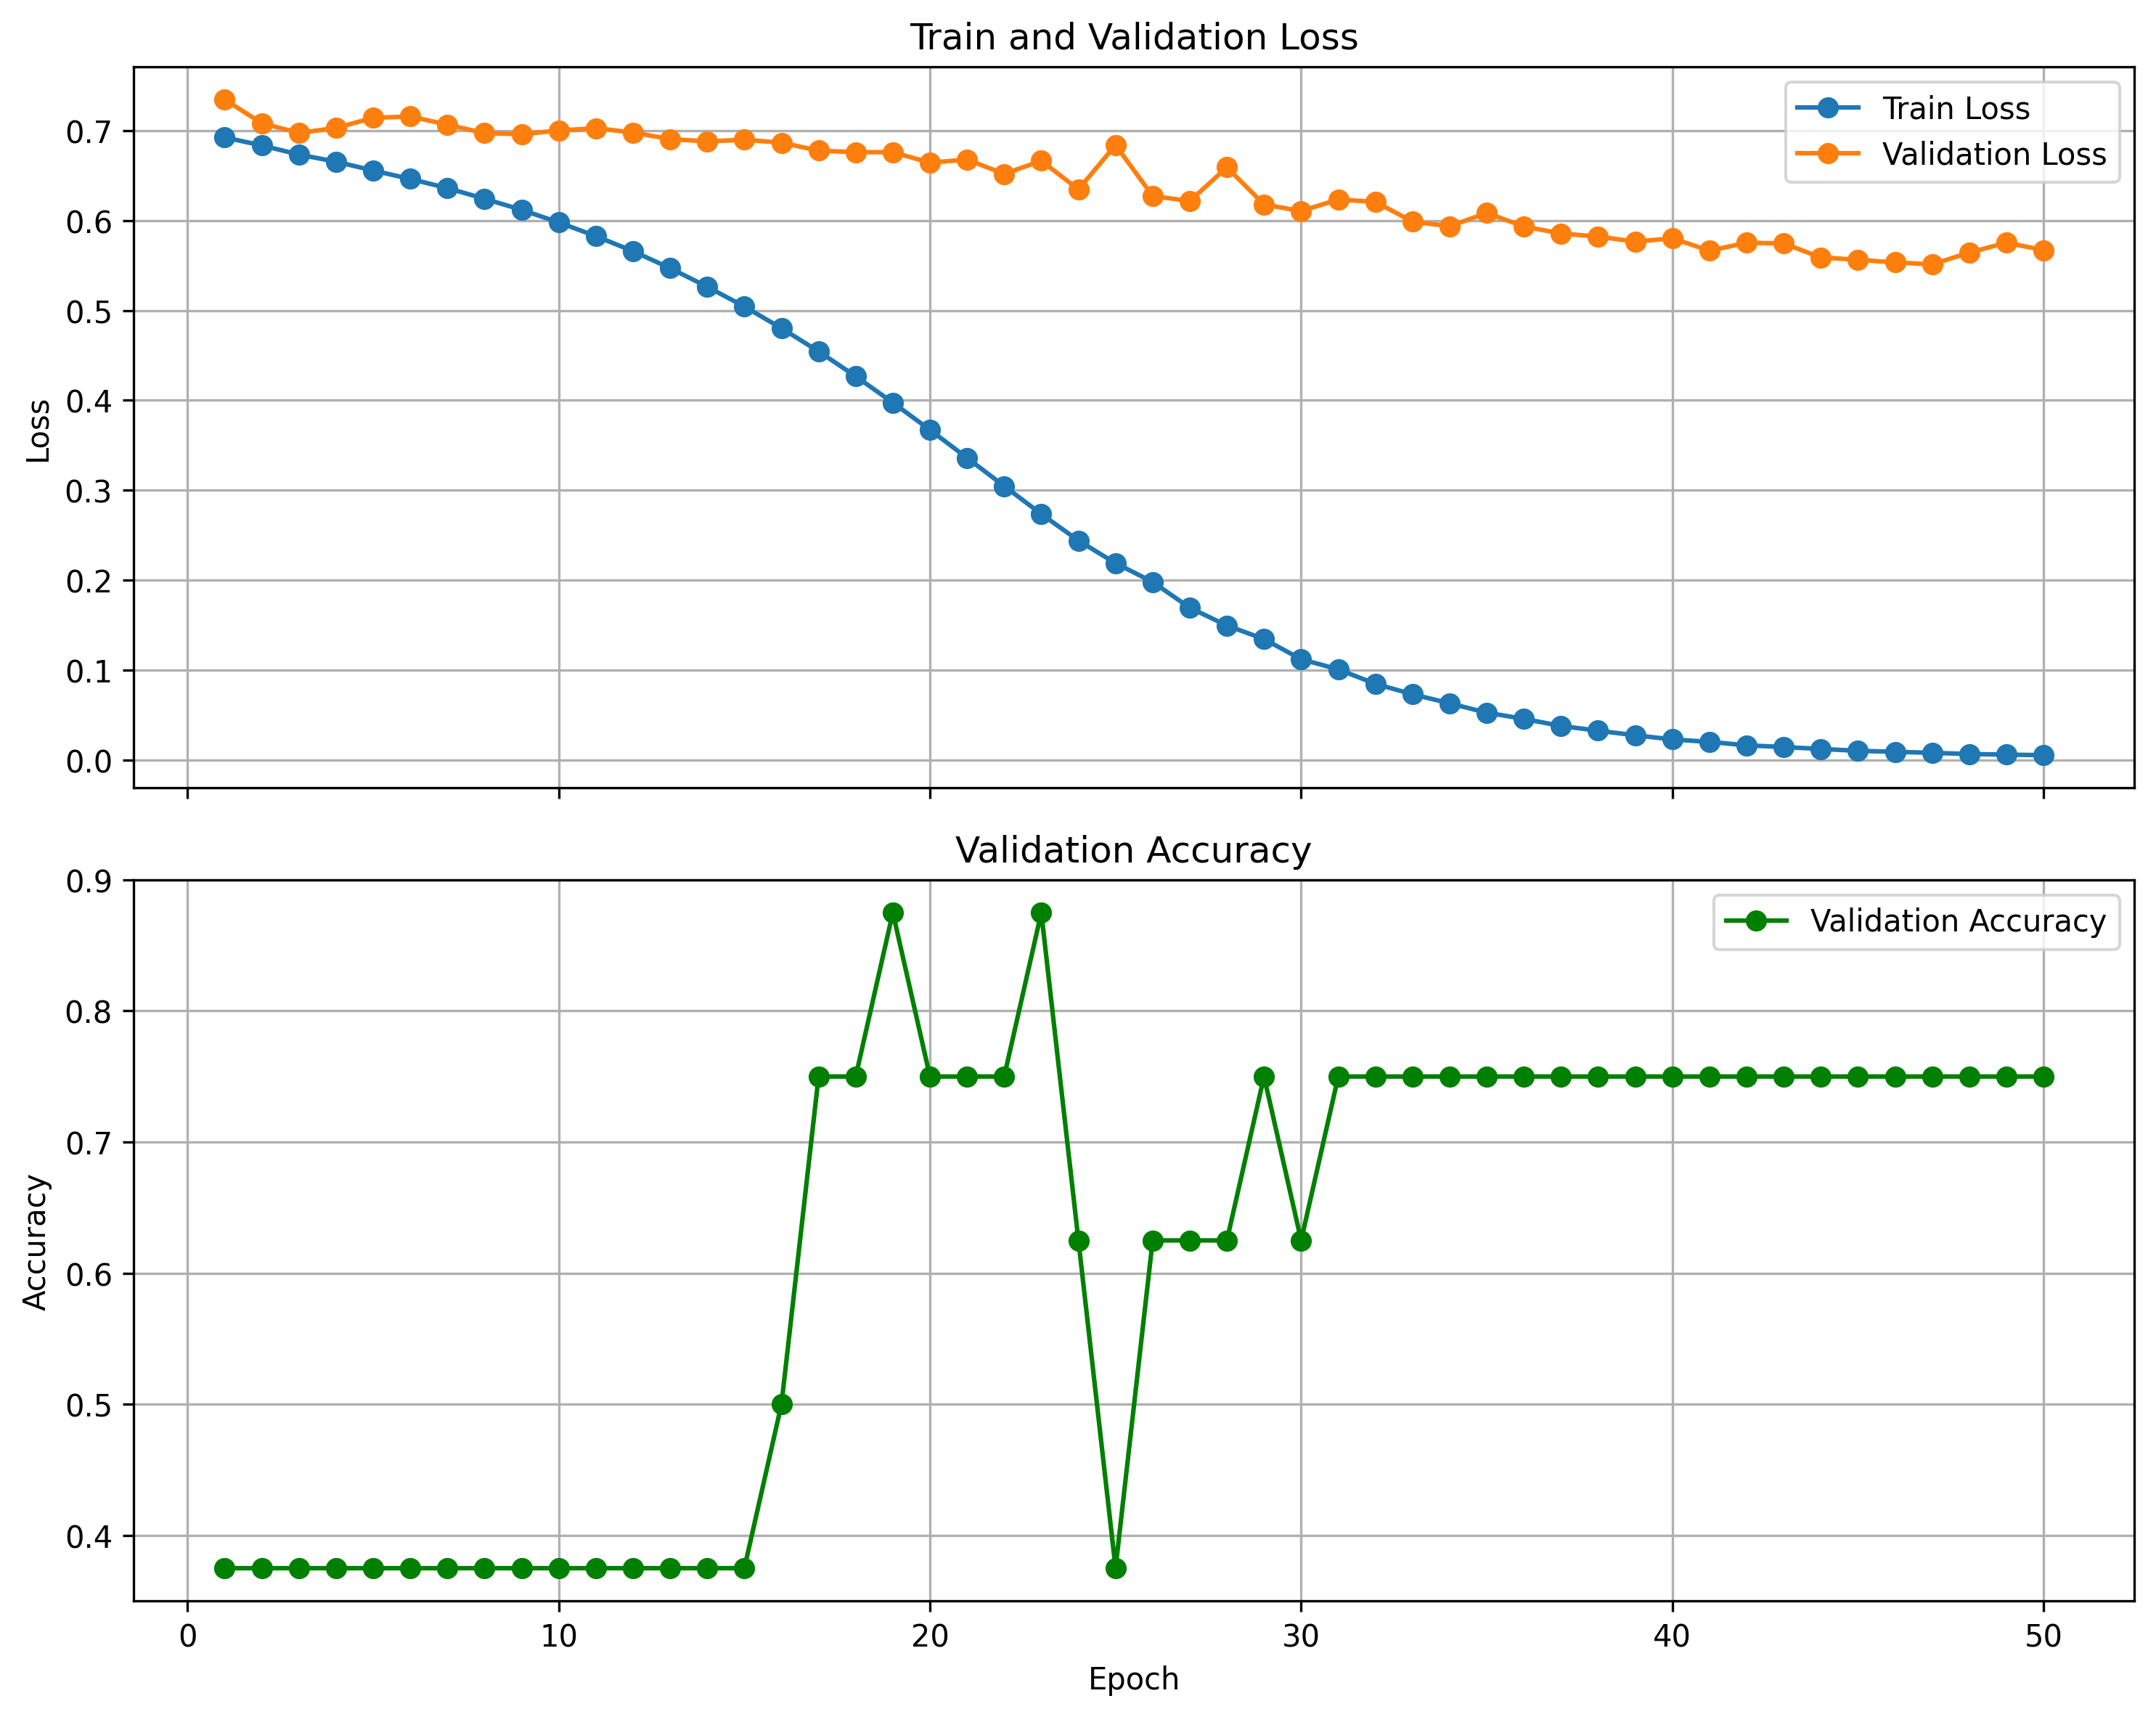 Train and Validation Loss
Train Loss
Validation Loss
0.7
0.6
0.5
0.4
0.3
0.2
0.1
0.0
Loss
Validation Accuracy
Validation Accuracy
0.9
0.8
0.7
0.6
0.5
0.4
Accuracy
0 10 20 30 40 50
Epoch